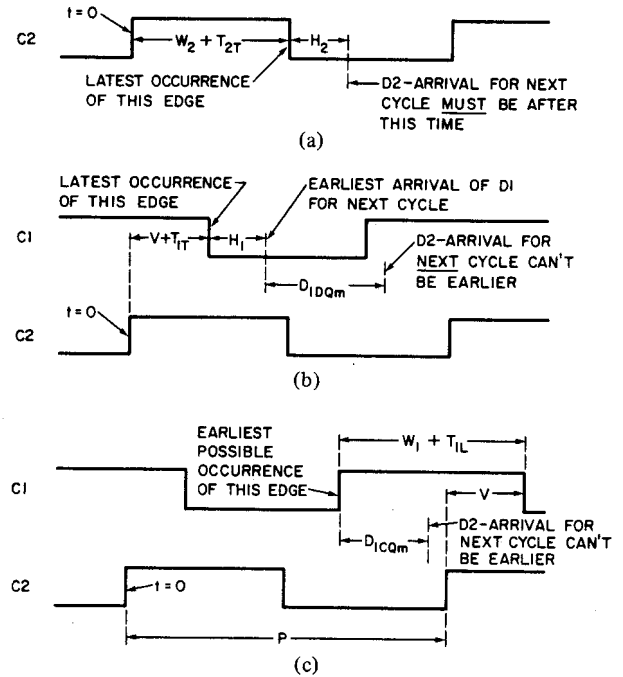 C2
t=0
W2 + T2T
H2
LATEST OCCURRENCE
OF THIS EDGE
D2-ARRIVAL FOR NEXT
CYCLE MUST BE AFTER
THIS TIME
(a)
LATEST OCCURRENCE
OF THIS EDGE
EARLIEST ARRIVAL OF D1
FOR NEXT CYCLE
C1
V+T1T
H1
D2-ARRIVAL FOR
NEXT CYCLE CAN'T
BE EARLIER
D1DQm
t=0
C2
(b)
EARLIEST
POSSIBLE
OCCURRENCE
OF THIS EDGE
W1 + T1L
C1
V
D1CQm
D2-ARRIVAL FOR
NEXT CYCLE CAN'T
BE EARLIER
C2
t=0
P
(c)